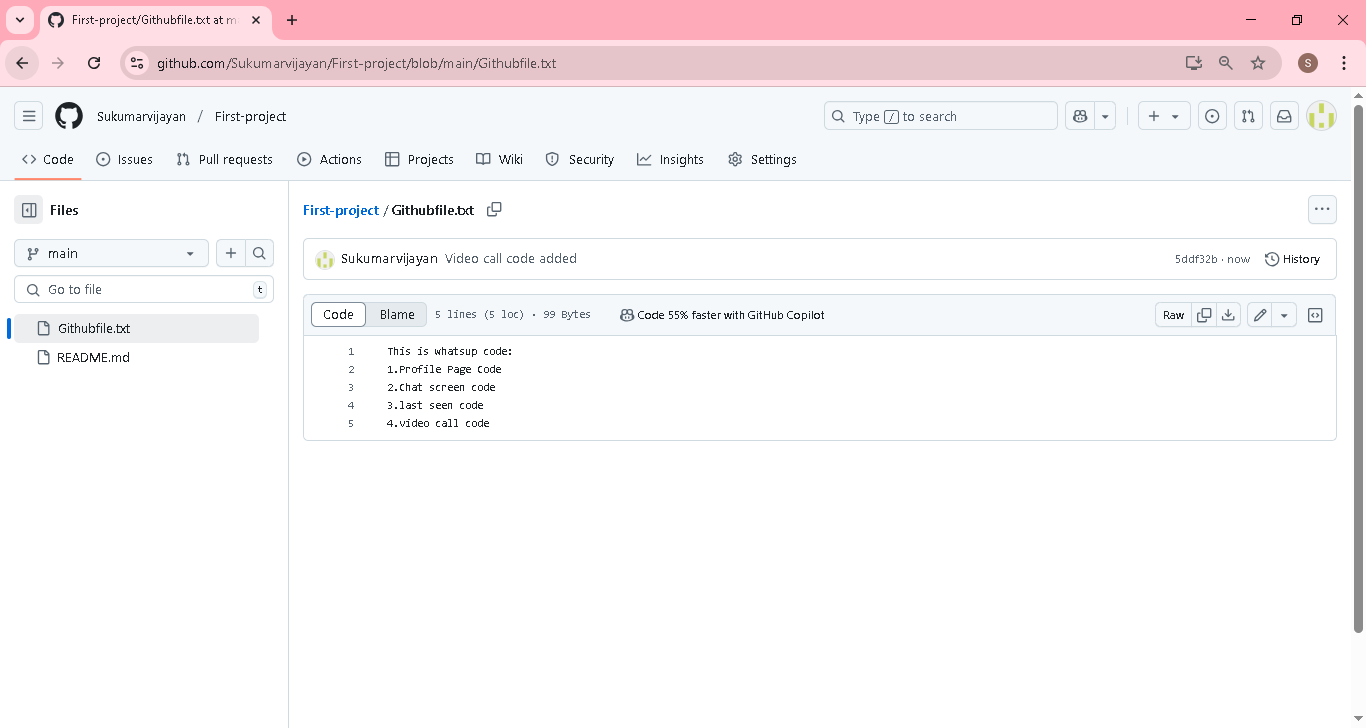 First-project/Githubfile.txt at m
github.com/Sukumarvijayan/First-project/blob/main/Githubfile.txt
S
Sukumarvijayan / First-project
Type / to search
Code
Issues
Pull requests
Actions
Projects
Wiki
Security
Insights
Settings
Files
main
Go to file
t
Githubfile.txt
README.md
First-project / Githubfile.txt
Sukumarvijayan Video call code added
5ddf32b · now
History
Code
Blame
5 lines (5 loc) · 99 Bytes
Code 55% faster with GitHub Copilot
Raw
1 This is whatsup code:
2 1.Profile Page Code
3 2.Chat screen code
4 3.last seen code
5 4.video call code